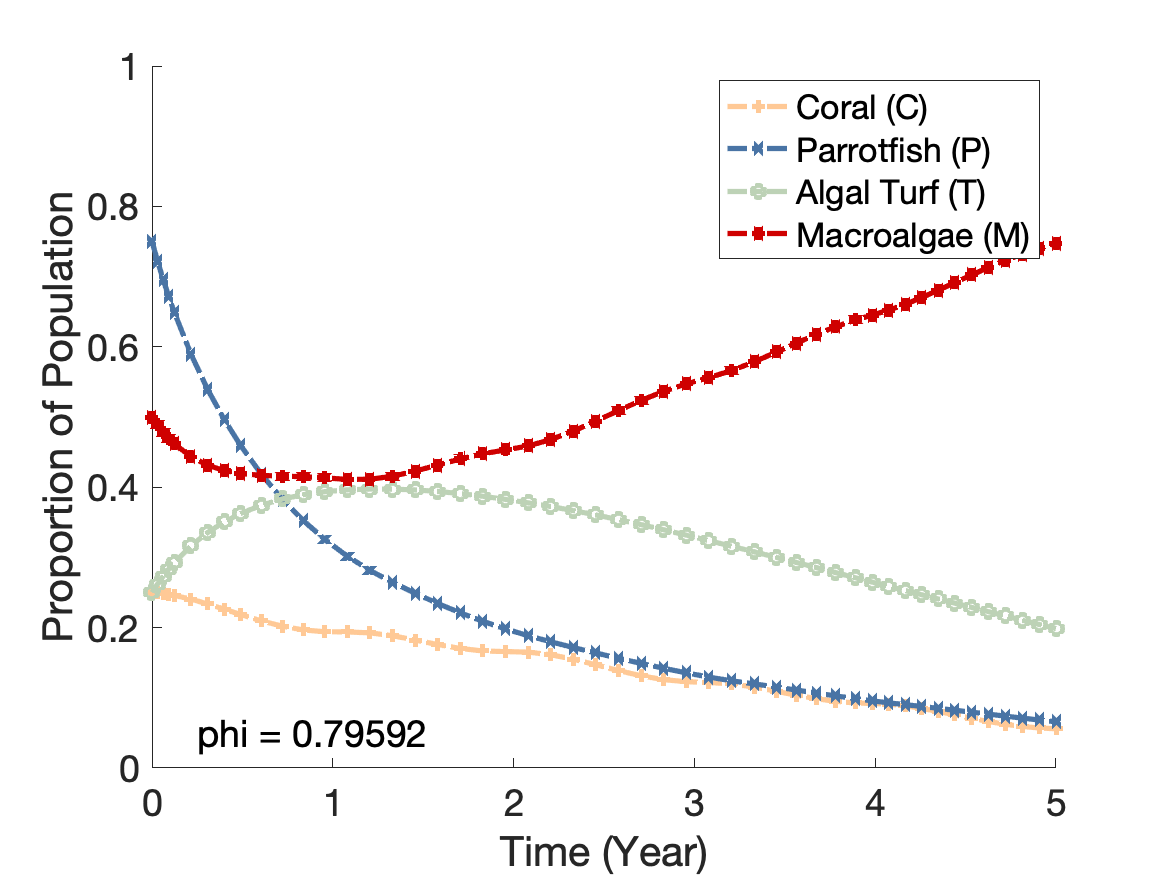 1
0.8
0.6
0.4
0.2
0
Proportion of Population
Coral (C)
Parrotfish (P)
Algal Turf (T)
Macroalgae (M)
phi = 0.79592
0 1 2 3 4 5
Time (Year)